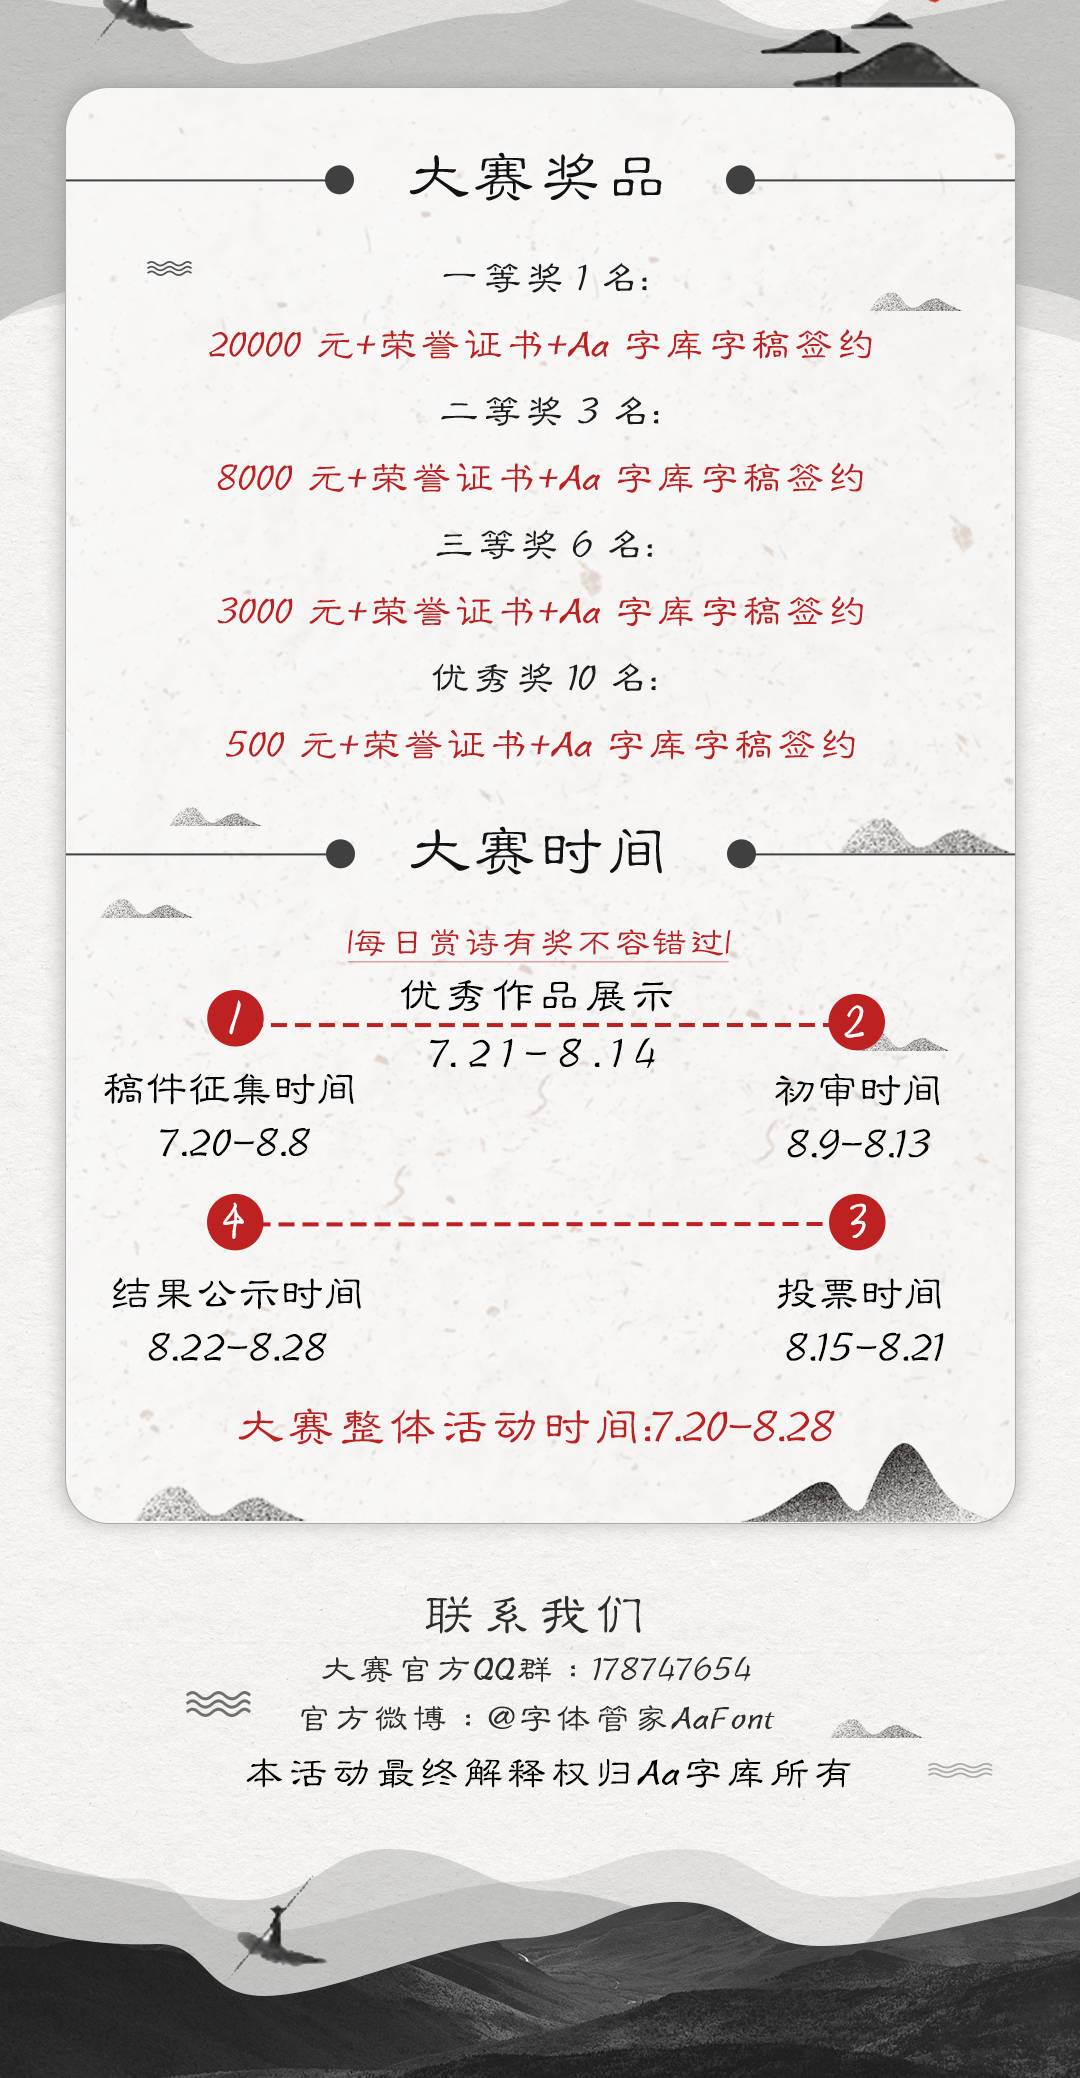 大赛奖品
一等奖1名:
20000 元+荣誉证书+Aa 字库字稿签约
二等奖 3 名:
8000 元+荣誉证书+Aa 字库字稿签约
三等奖 6 名:
3000 元+荣誉证书+Aa 字库字稿签约
优秀奖 10 名:
500 元+荣誉证书+Aa 字库字稿签约
大赛时间
|每日赏诗有奖不容错过|
优秀作品展示
7.21-8.14
1
稿件征集时间
7.20-8.8
2
初审时间
8.9-8.13
3
投票时间
8.15-8.21
4
结果公示时间
8.22-8.28
大赛整体活动时间:7.20-8.28
联系我们
大赛官方QQ群：178747654
官方微博：@字体管家AaFont
本活动最终解释权归Aa字库所有